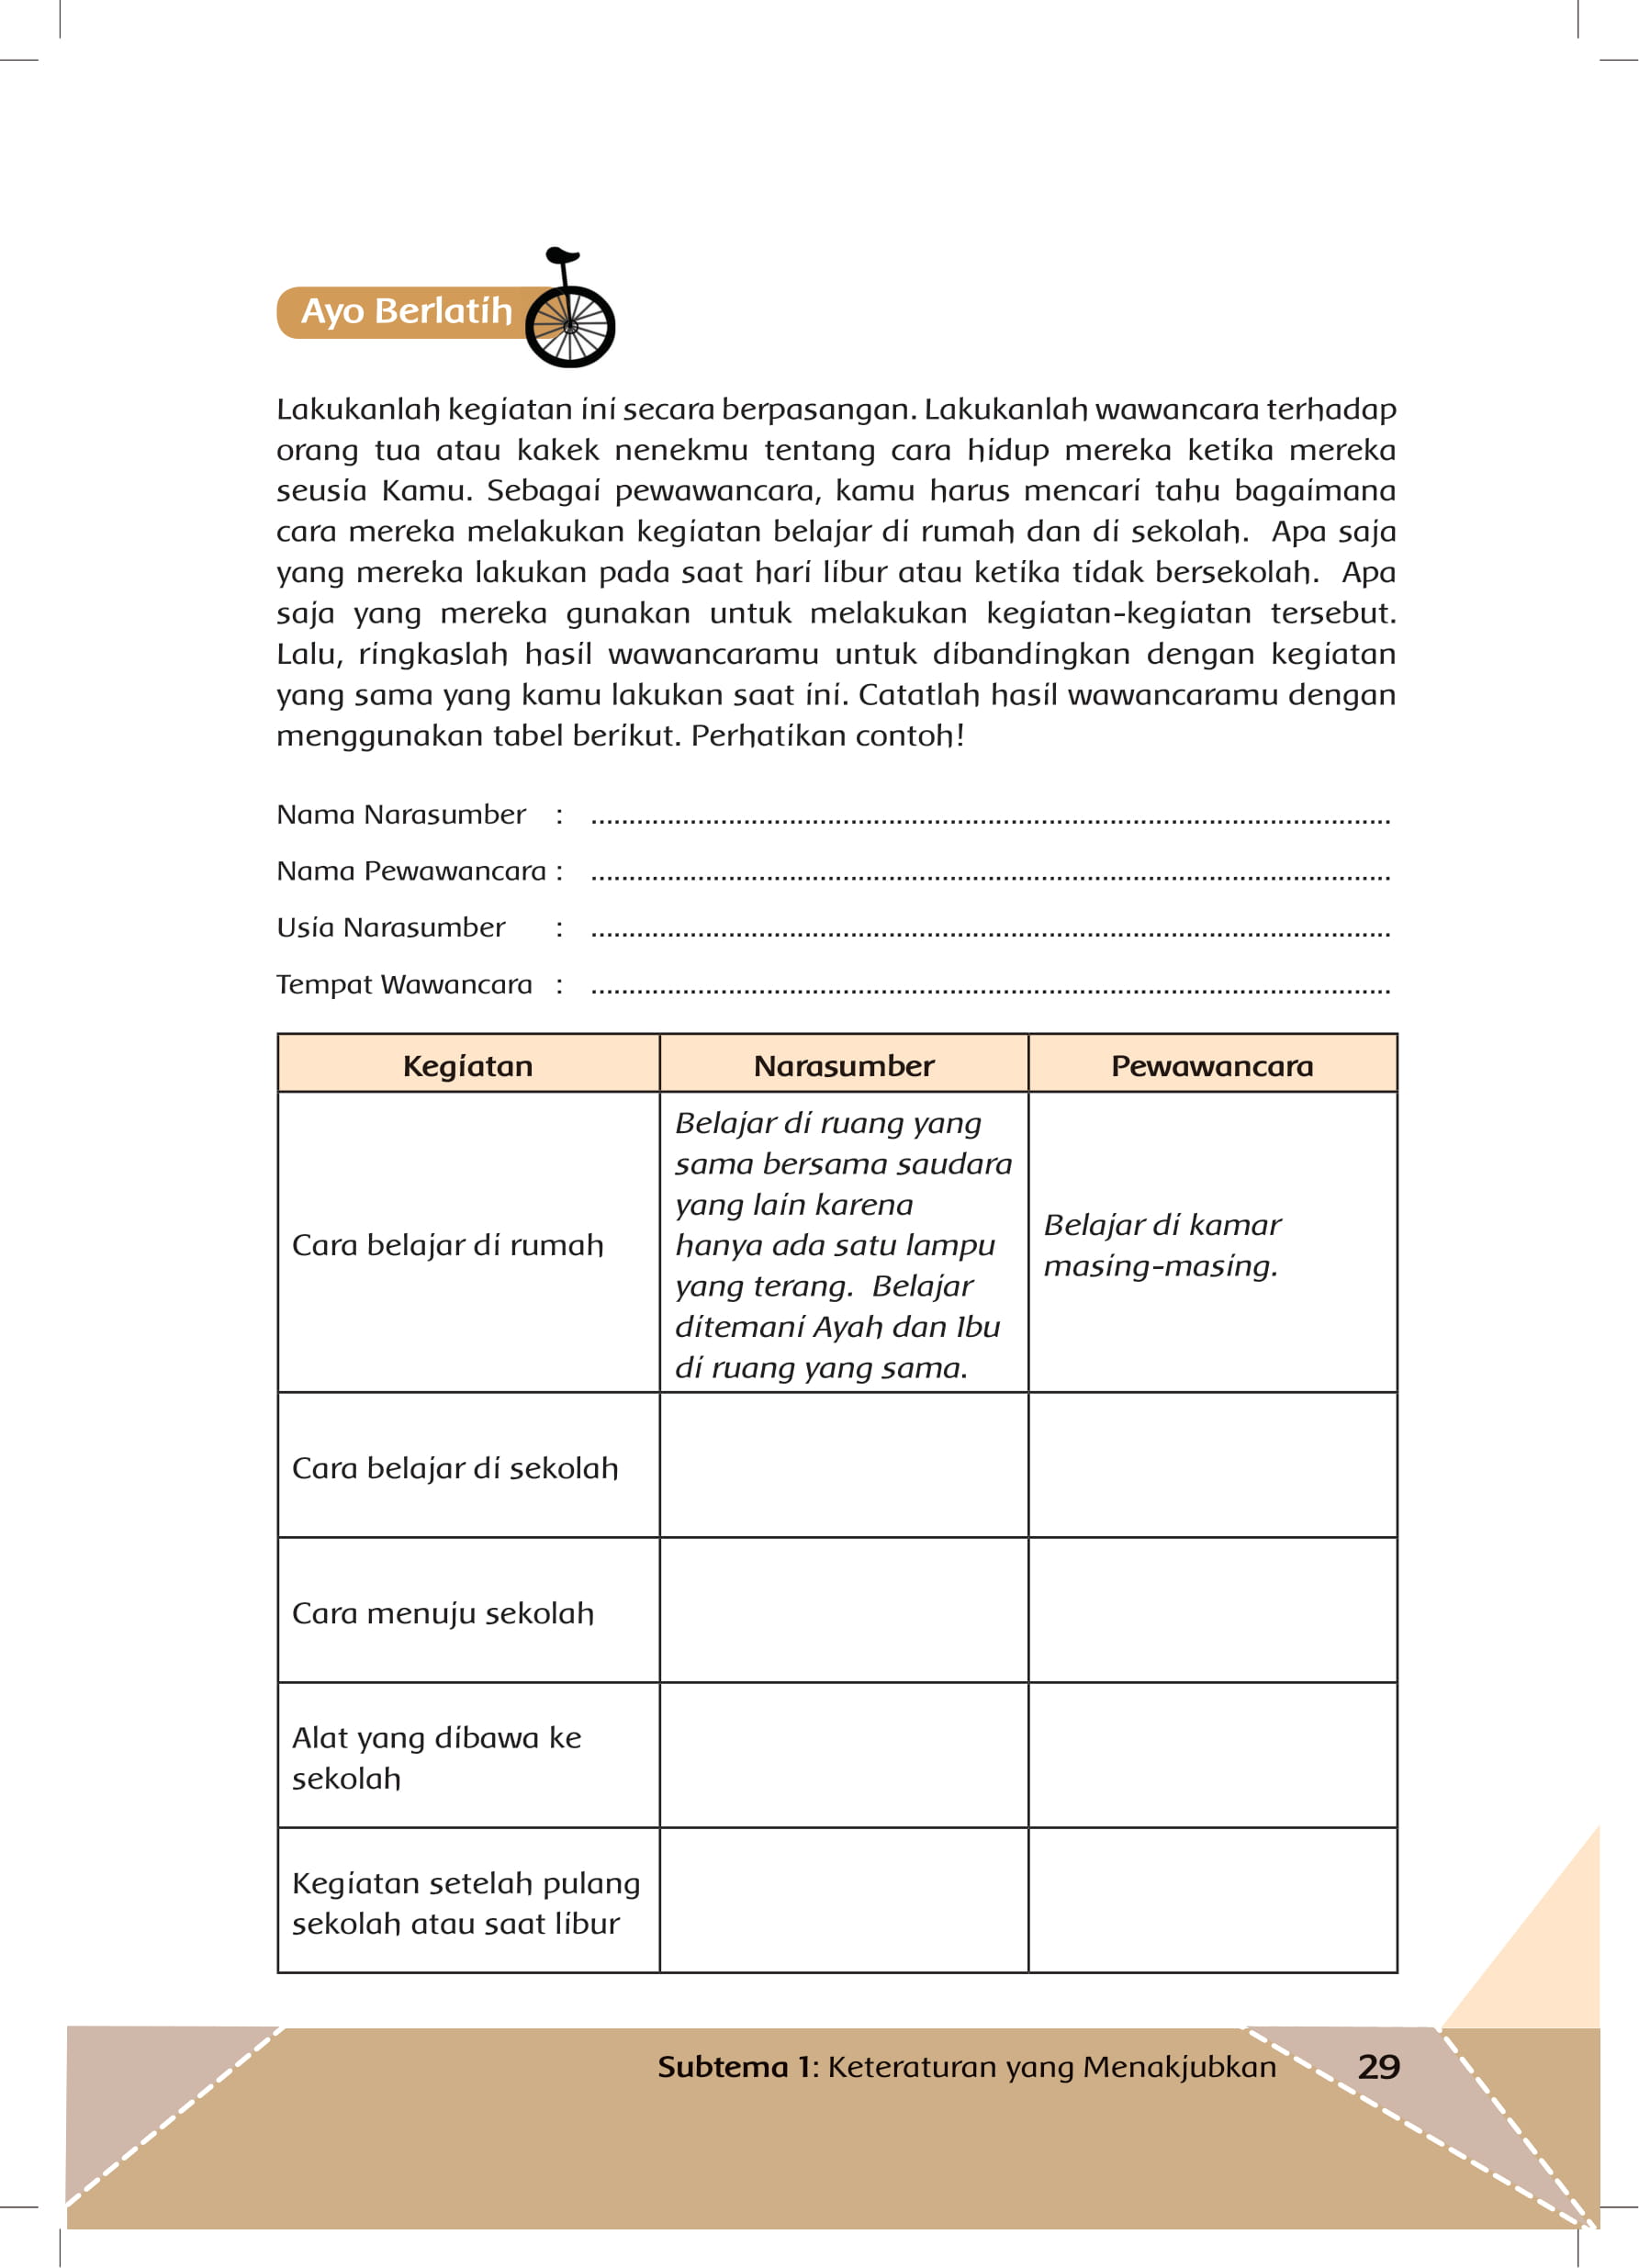 Ayo Berlatih
Lakukanlah kegiatan ini secara berpasangan. Lakukanlah wawancara terhadap
orang tua atau kakek nenekmu tentang cara hidup mereka ketika mereka
seusia Kamu. Sebagai pewawancara, kamu harus mencari tahu bagaimana
cara mereka melakukan kegiatan belajar di rumah dan di sekolah.  Apa saja
yang mereka lakukan pada saat hari libur atau ketika tidak bersekolah.  Apa
saja yang mereka gunakan untuk melakukan kegiatan-kegiatan tersebut.
Lalu, ringkaslah hasil wawancaramu untuk dibandingkan dengan kegiatan
yang sama yang kamu lakukan saat ini. Catatlah hasil wawancaramu dengan
menggunakan tabel berikut. Perhatikan contoh!
Nama Narasumber : ........................................................................................................
Nama Pewawancara : ........................................................................................................
Usia Narasumber : ........................................................................................................
Tempat Wawancara : ........................................................................................................
Kegiatan Narasumber Pewawancara
Cara belajar di rumah
Belajar di ruang yang
sama bersama saudara
yang lain karena
hanya ada satu lampu
yang terang.  Belajar
ditemani Ayah dan Ibu
di ruang yang sama.
Belajar di kamar
masing-masing.
Cara belajar di sekolah
Cara menuju sekolah
Alat yang dibawa ke
sekolah
Kegiatan setelah pulang
sekolah atau saat libur
Subtema 1: Keteraturan yang Menakjubkan 29